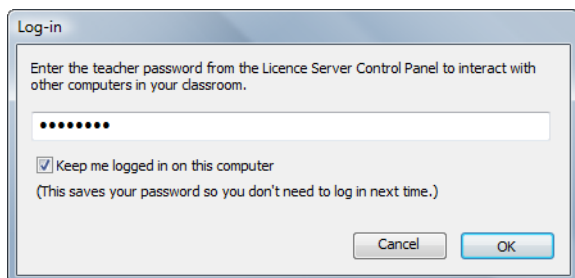 Log-in
Enter the teacher password from the Licence Server Control Panel to interact with
other computers in your classroom.
••••••••
Keep me logged in on this computer
(This saves your password so you don't need to log in next time.)
Cancel OK